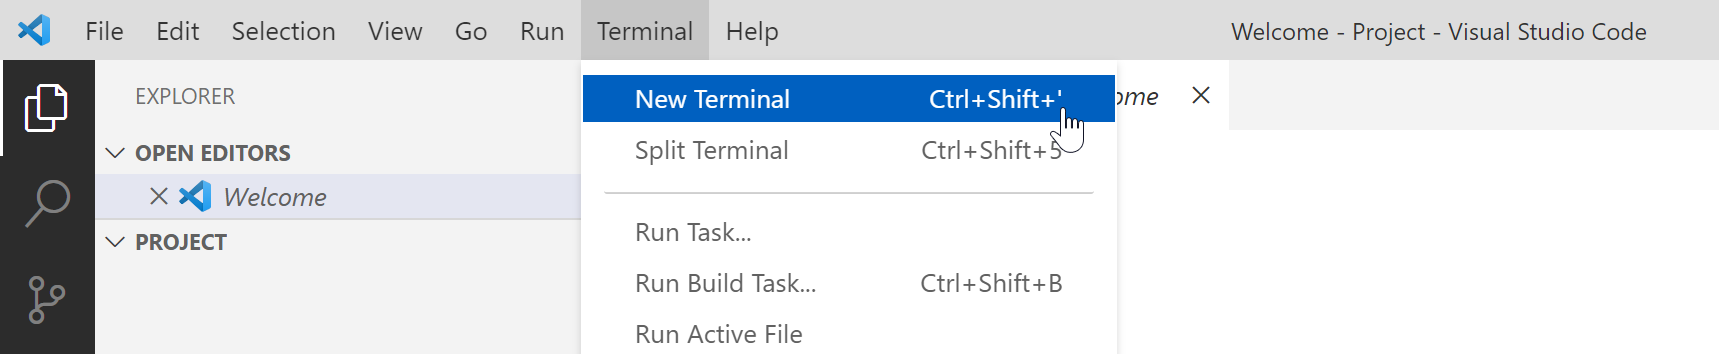 File Edit Selection View Go Run Terminal Help Welcome - Project - Visual Studio Code
EXPLORER
OPEN EDITORS
Welcome
PROJECT
New Terminal Ctrl+Shift+'
Split Terminal Ctrl+Shift+5
Run Task...
Run Build Task... Ctrl+Shift+B
Run Active File